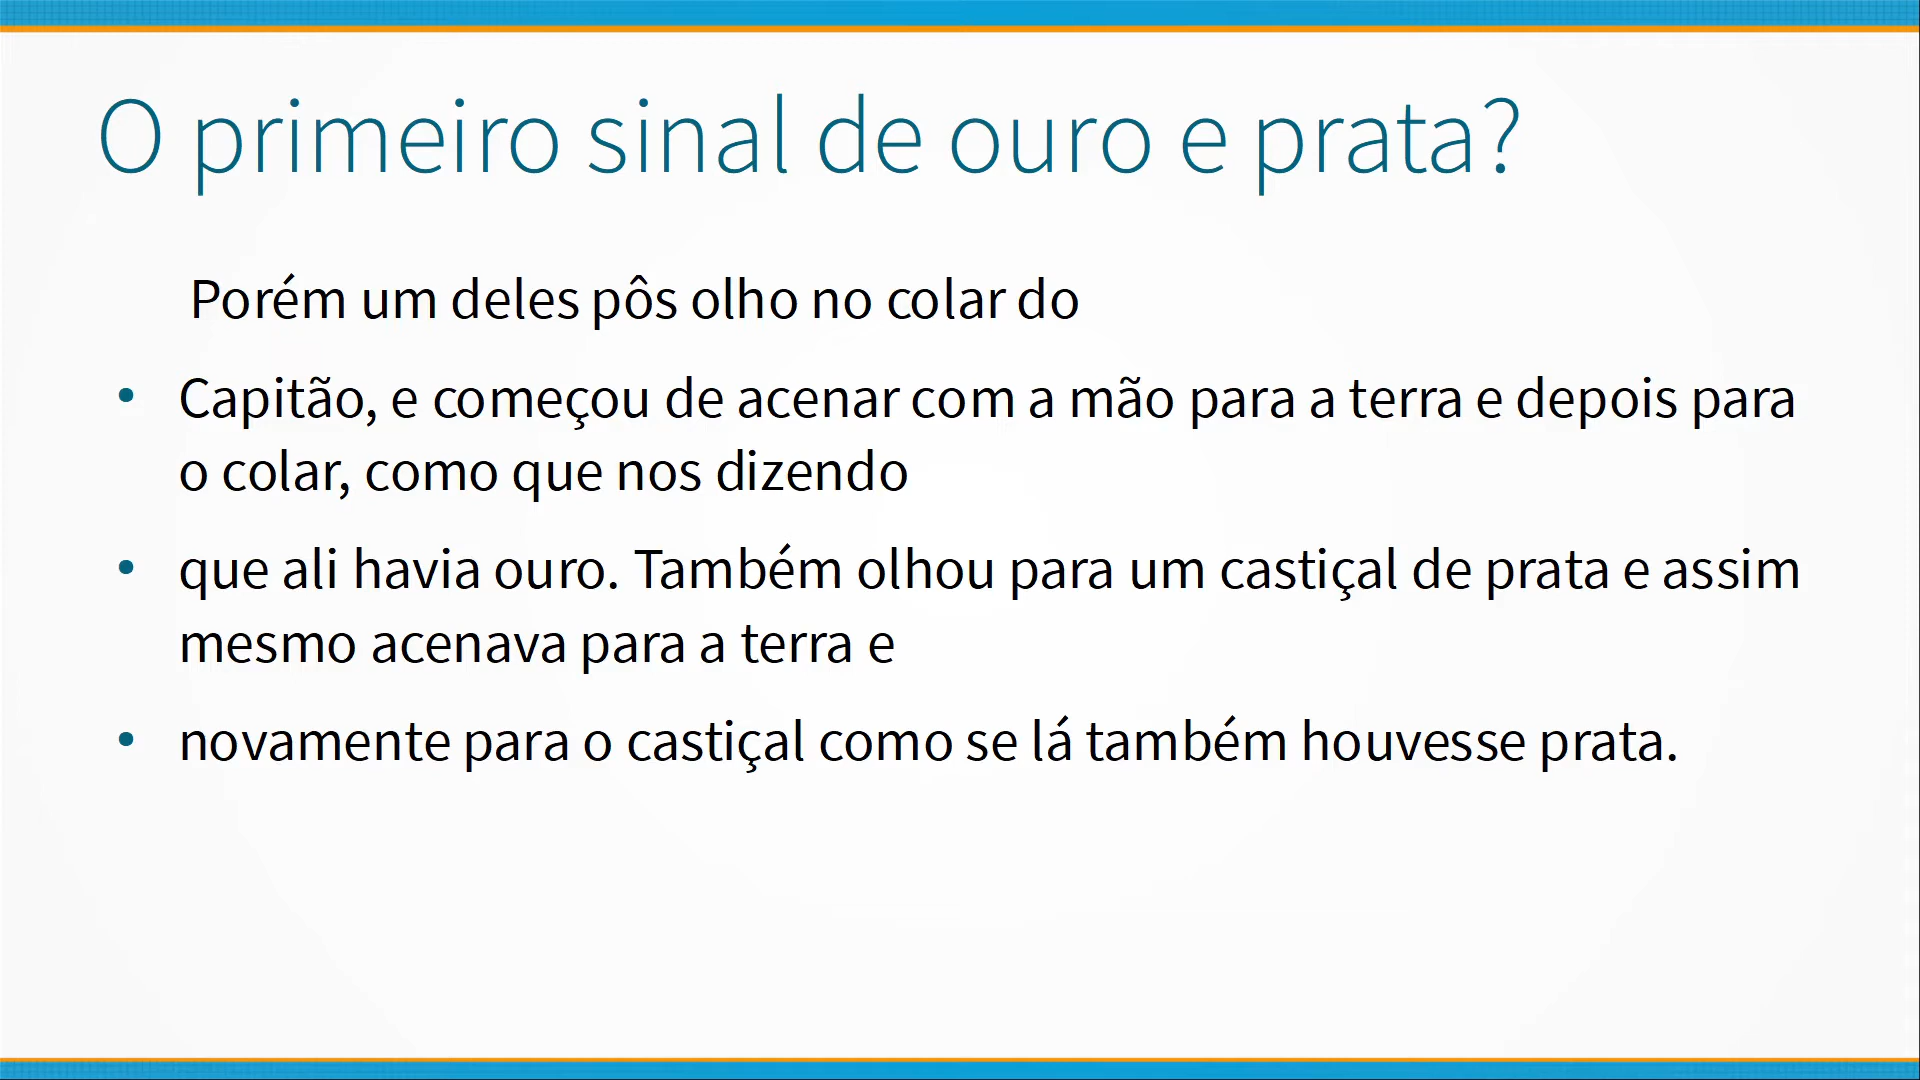 O primeiro sinal de ouro e prata?
Porém um deles pôs olho no colar do
• Capitão, e começou de acenar com a mão para a terra e depois para
o colar, como que nos dizendo
• que ali havia ouro. Também olhou para um castiçal de prata e assim
mesmo acenava para a terra e
• novamente para o castiçal como se lá também houvesse prata.